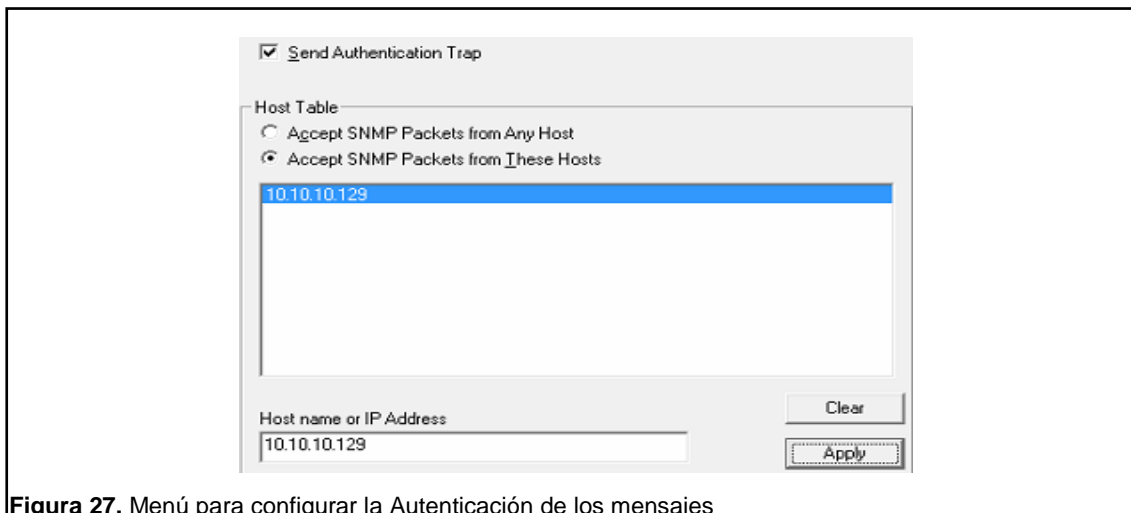 Send Authentication Trap
Host Table
Accept SNMP Packets from Any Host
Accept SNMP Packets from These Hosts
10.10.10.129
Clear
Host name or IP Address
10.10.10.129
Apply
Figura 27. Menú para configurar la Autenticación de los mensajes